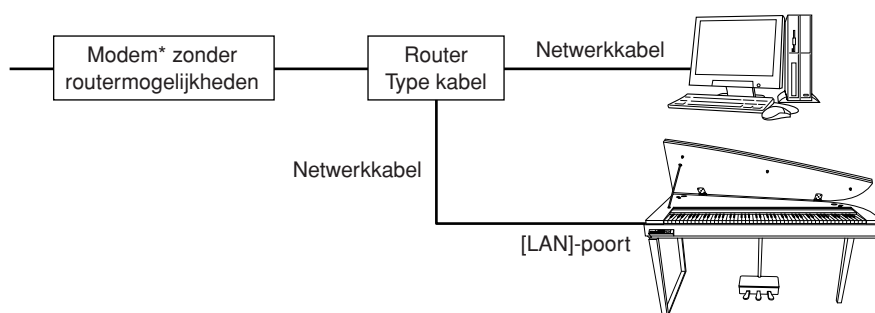 Modem* zonder
routermogelijkheden
Router
Type kabel
Netwerkkabel
Netwerkkabel
[LAN]-poort